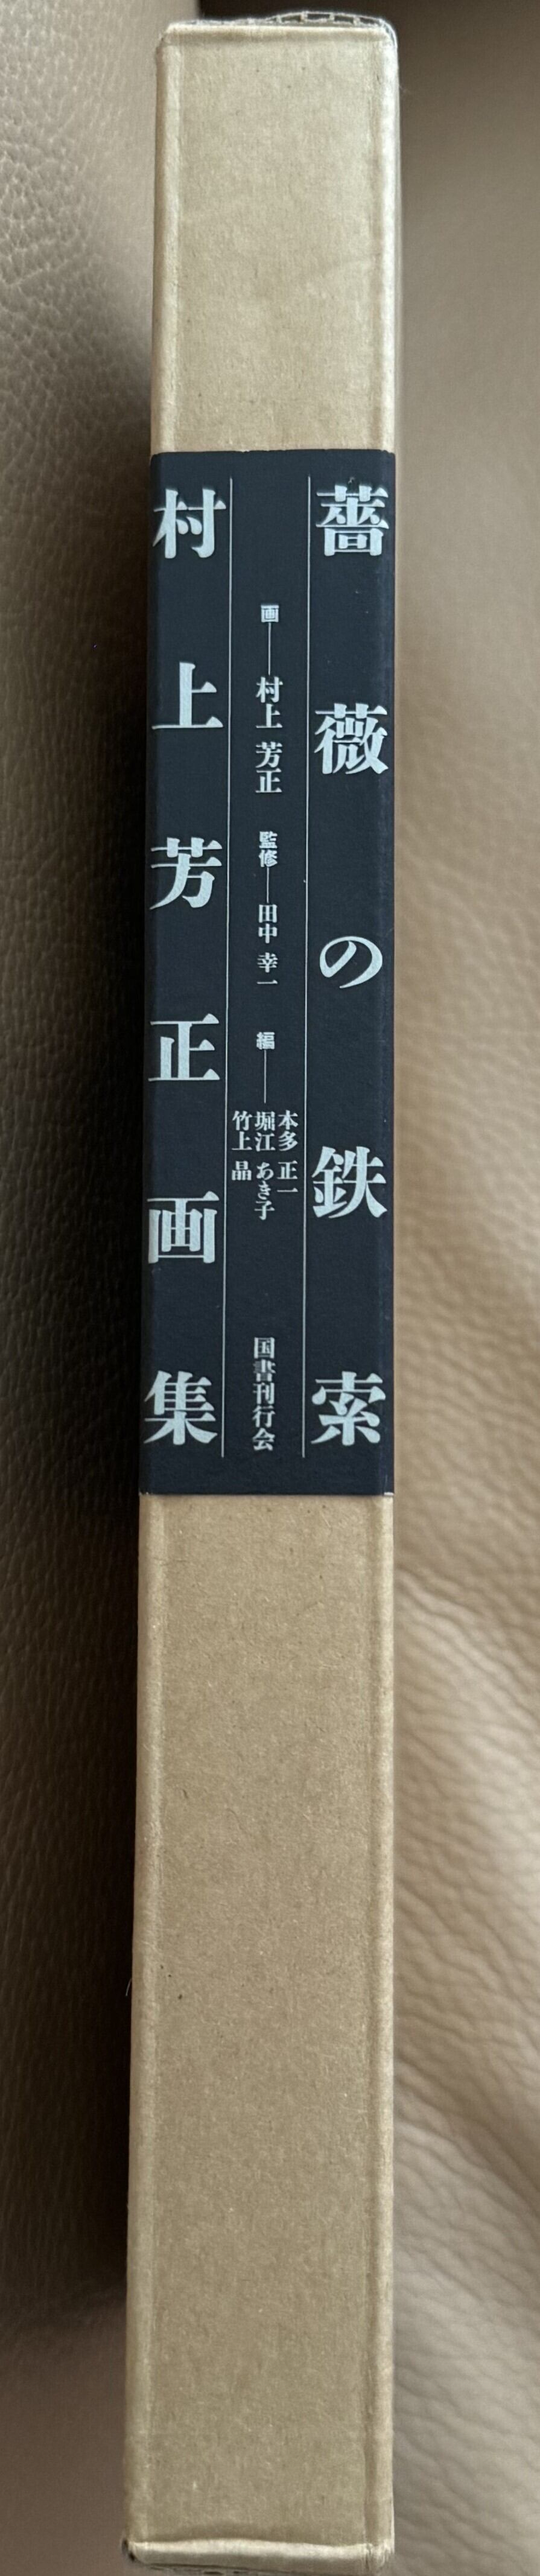 薔薇の鉄索
画―村上 芳正 監修―田中 幸一 編―
本多 正一
堀江 あき子
竹上 晶
国書刊行会
村上芳正画集